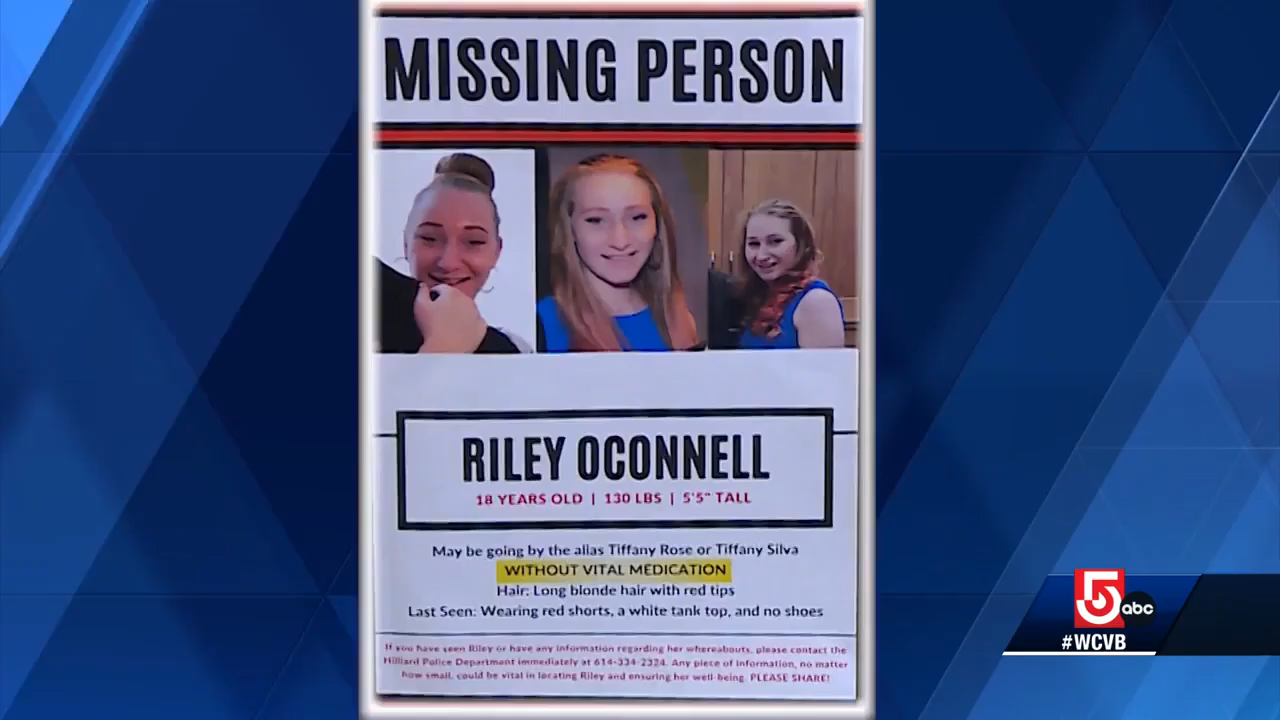 MISSING PERSON
RILEY OCONNELL
18 YEARS OLD | 130 LBS | 5'5" TALL
May be going by the alias Tiffany Rose or Tiffany Silva
WITHOUT VITAL MEDICATION
Hair: Long blonde hair with red tips
Last Seen: Wearing red shorts, a white tank top, and no shoes
If you have seen Riley or have any information regarding her whereabouts, please contact the
Hilliard Police Department immediately at 614-334-2324. Any piece of information, no matter
how small, could be vital in locating Riley and ensuring her well-being. PLEASE SHARE!
5 abc
#WCVB